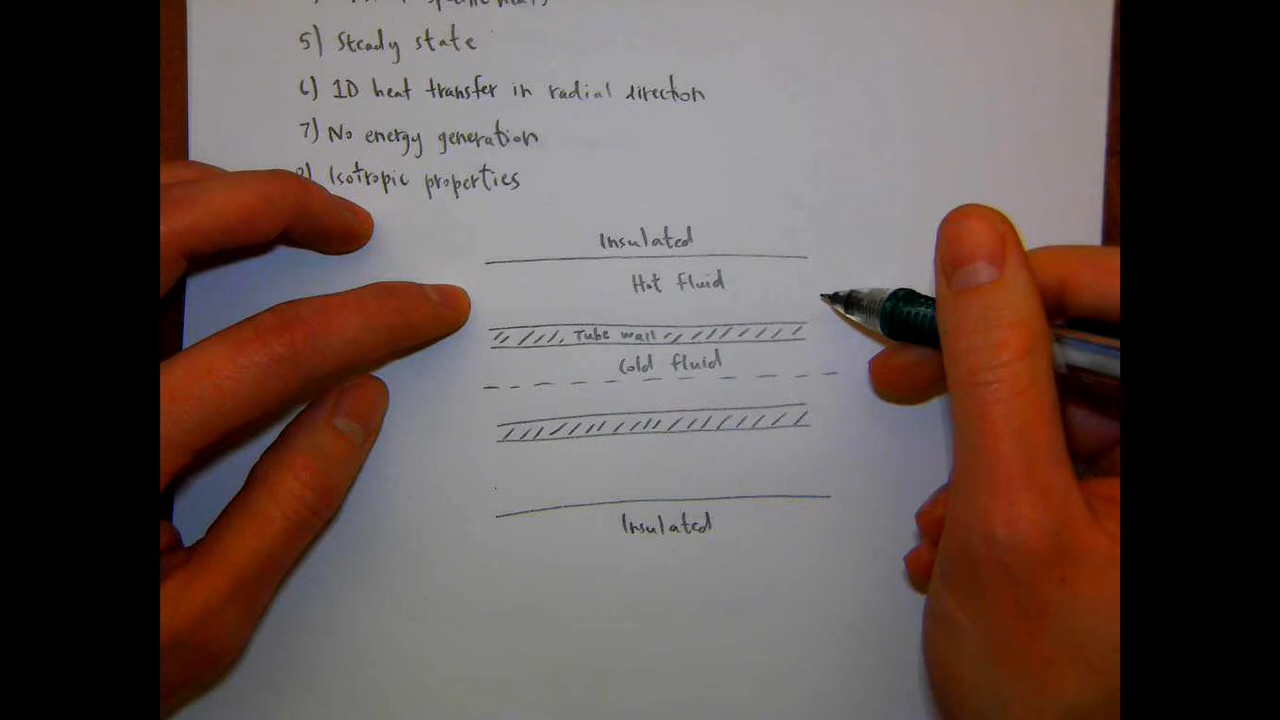 5) Steady state
6) 1D heat transfer in radial direction
7) No energy generation
Isotropic properties
Insulated
Hot fluid
Tube wall
Cold fluid
Insulated